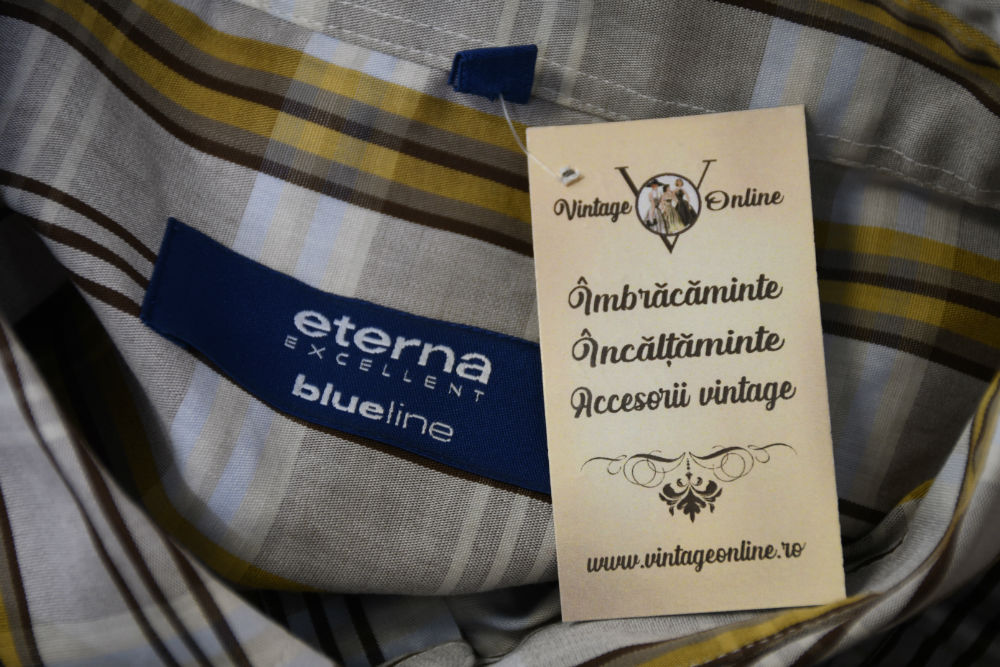 eterna
EXCELLENT
blueline
Vintage Online
Îmbrăcăminte
Încălțăminte
Accesorii vintage
www.vintageonline.ro